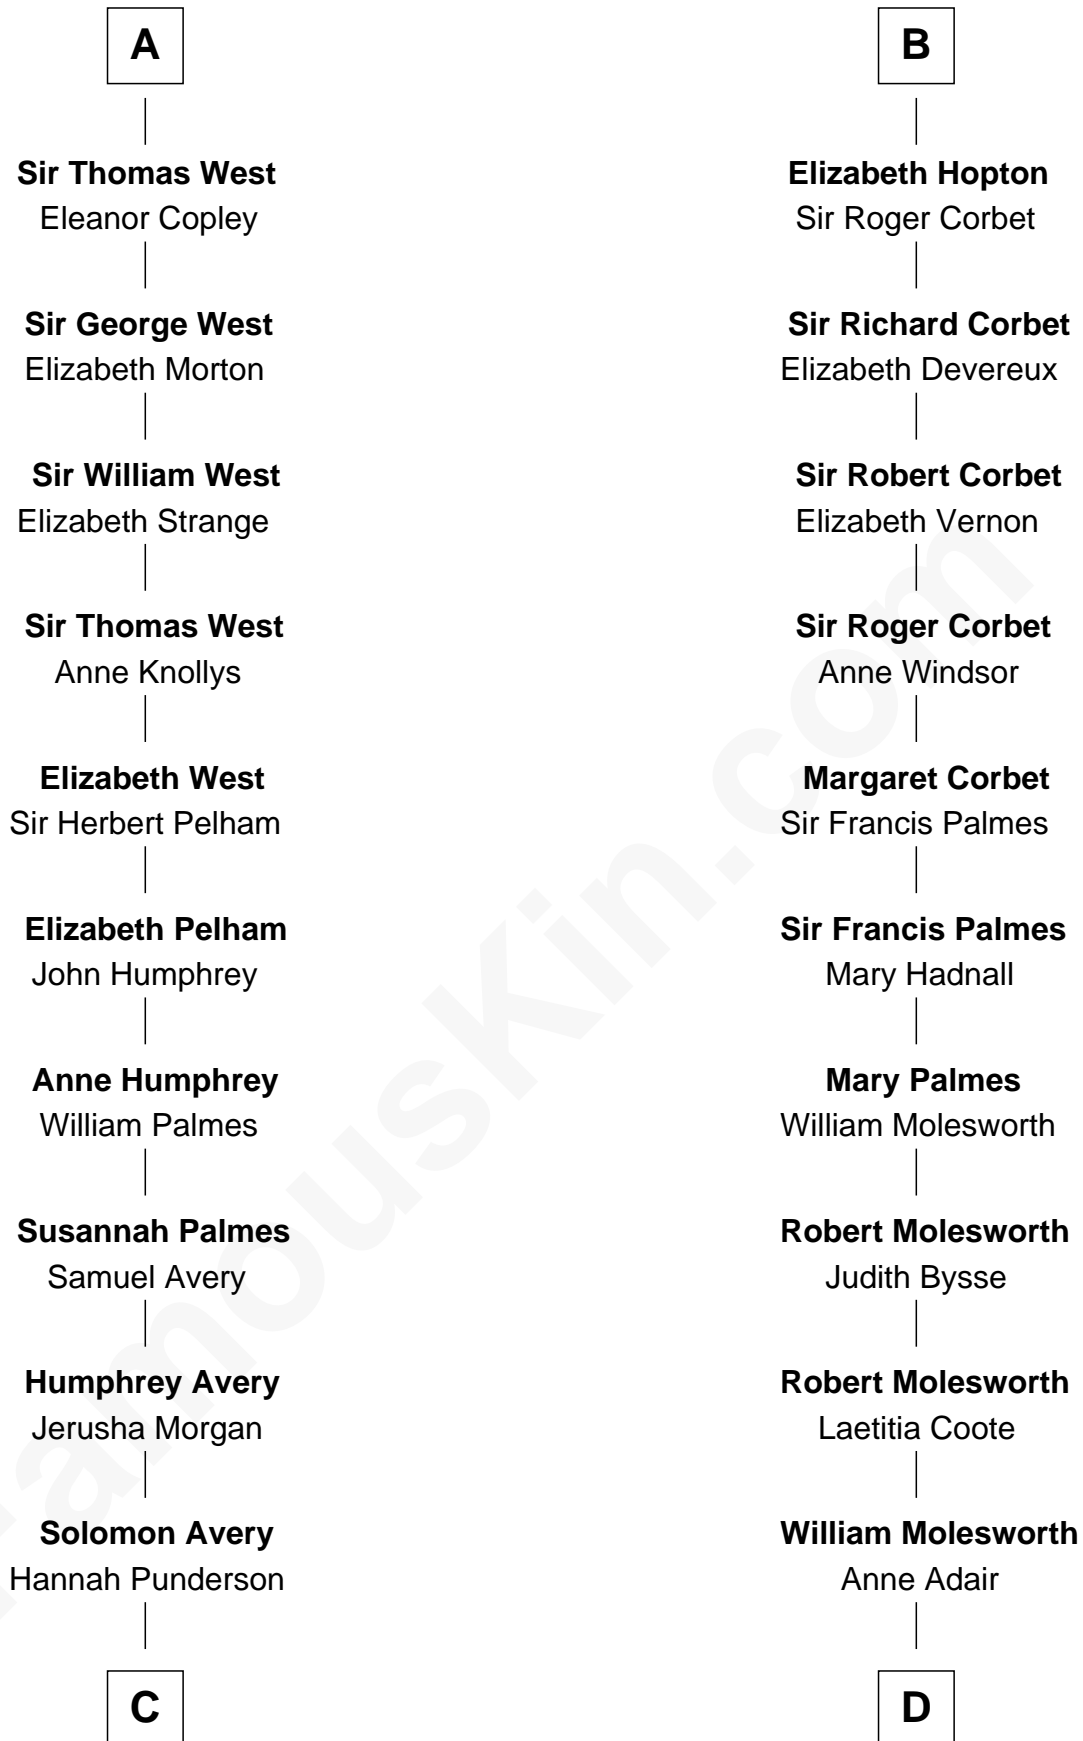 A
Sir Thomas West
Eleanor Copley
Sir George West
Elizabeth Morton
Sir William West
Elizabeth Strange
Sir Thomas West
Anne Knollys
Elizabeth West
Sir Herbert Pelham
Elizabeth Pelham
John Humphrey
Anne Humphrey
William Palmes
Susannah Palmes
Samuel Avery
Humphrey Avery
Jerusha Morgan
Solomon Avery
Hannah Punderson
C
B
Elizabeth Hopton
Sir Roger Corbet
Sir Richard Corbet
Elizabeth Devereux
Sir Robert Corbet
Elizabeth Vernon
Sir Roger Corbet
Anne Windsor
Margaret Corbet
Sir Francis Palmes
Sir Francis Palmes
Mary Hadnall
Mary Palmes
William Molesworth
Robert Molesworth
Judith Bysse
Robert Molesworth
Laetitia Coote
William Molesworth
Anne Adair
D
FamousKin.com